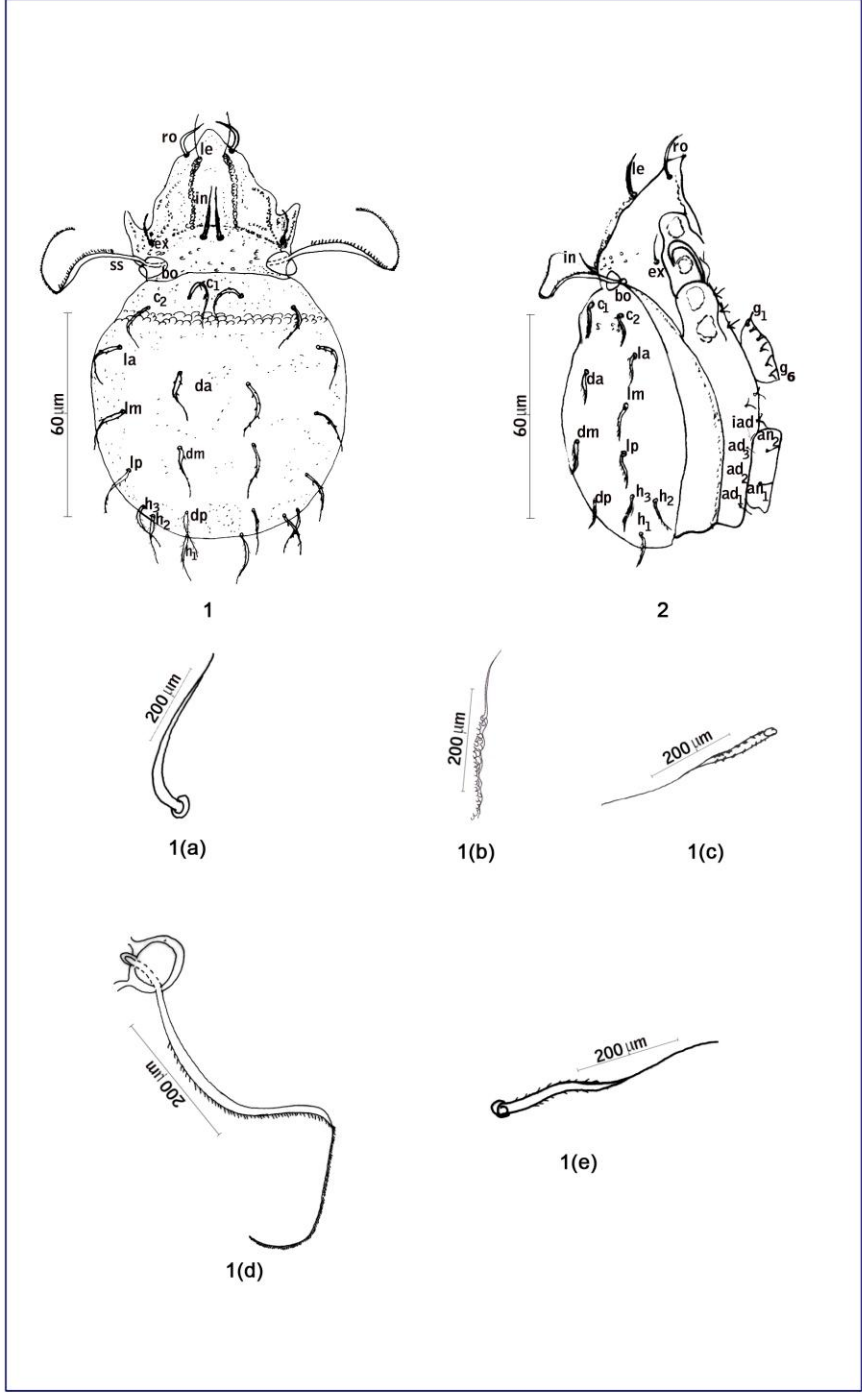 ro
le
in
ex
ss
bo
c1
c2
la
da
lm
dm
lp
h3
h2
dp
h1
60 µm
1
ro
le
in
ex
bo
c1
c2
g1
la
g6
da
lm
iad
an2
dm
lp
ad3
ad2
ad1
an1
dp
h3
h2
h1
60 µm
2
200 µm
1(a)
200 µm
1(b)
200 µm
1(c)
200 µm
1(d)
200 µm
1(e)